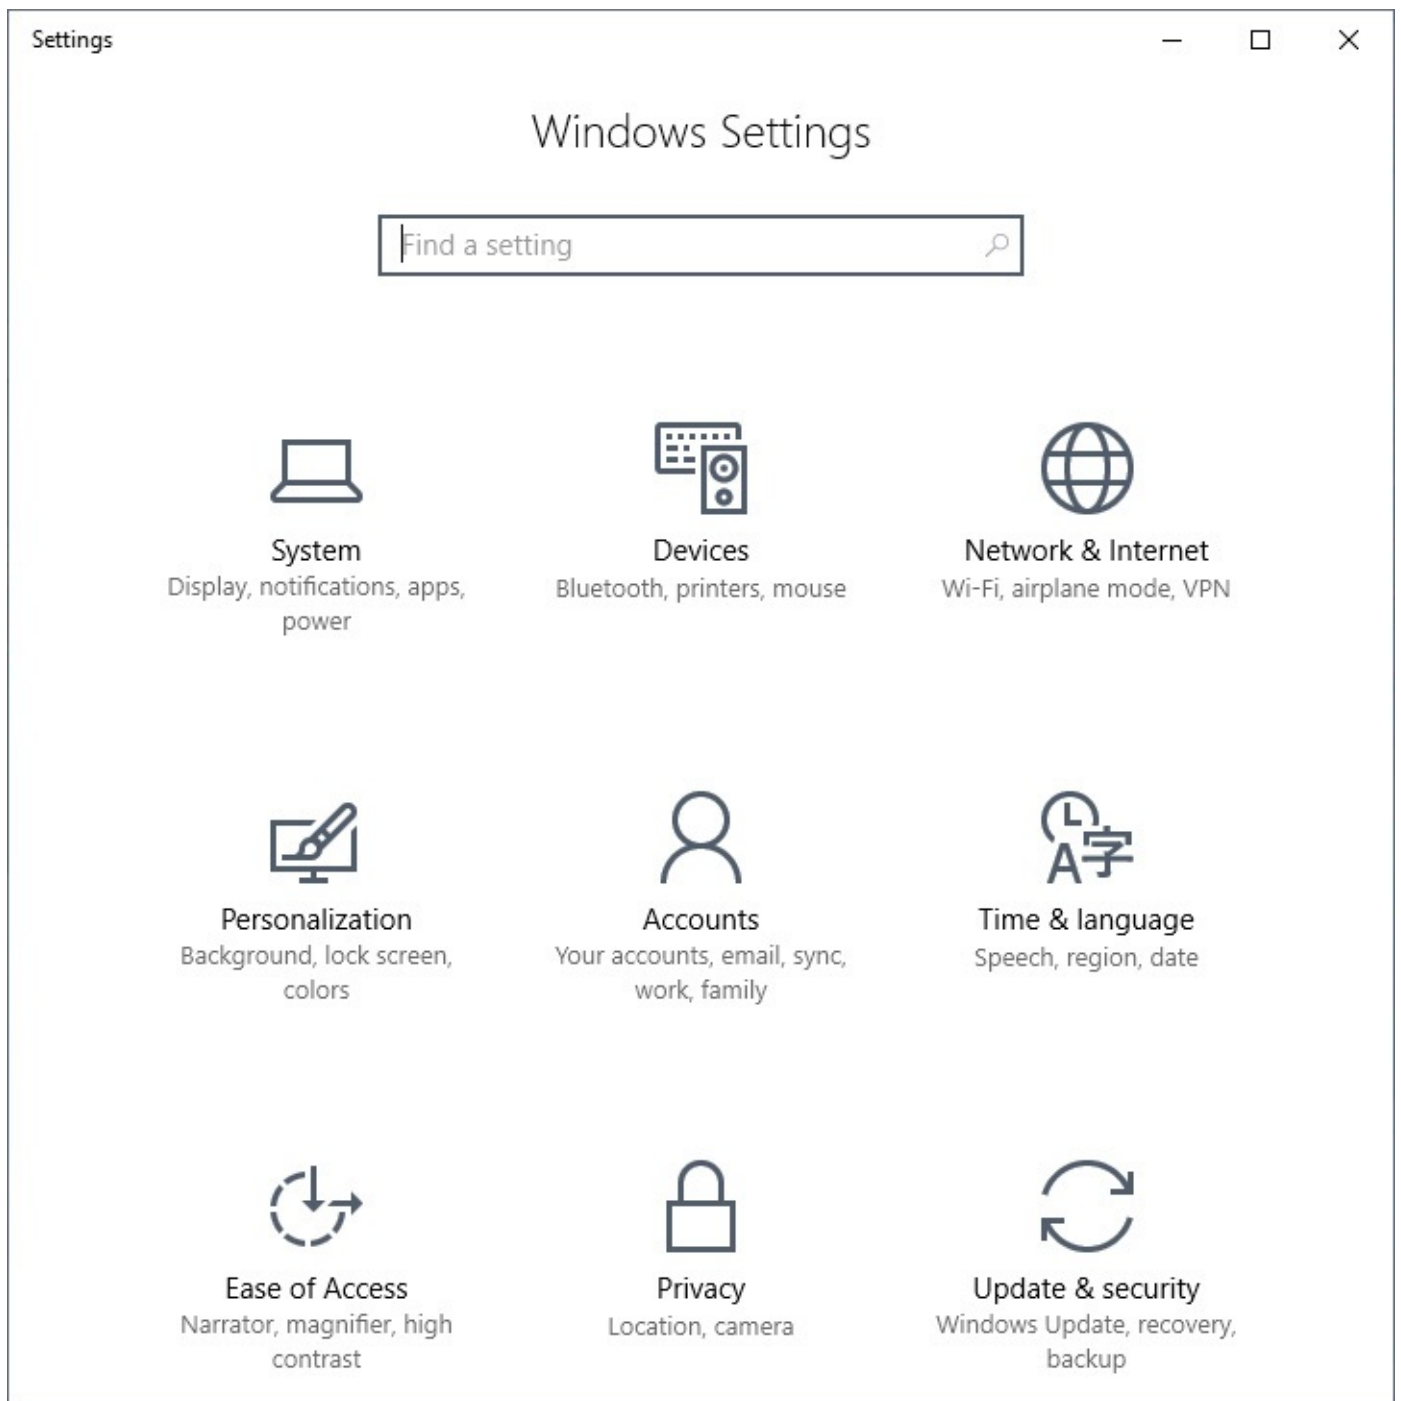 Settings
Windows Settings
Find a setting
System
Display, notifications, apps,
power
Devices
Bluetooth, printers, mouse
Network & Internet
Wi-Fi, airplane mode, VPN
Personalization
Background, lock screen,
colors
Accounts
Your accounts, email, sync,
work, family
A字
Time & language
Speech, region, date
Ease of Access
Narrator, magnifier, high
contrast
Privacy
Location, camera
Update & security
Windows Update, recovery,
backup